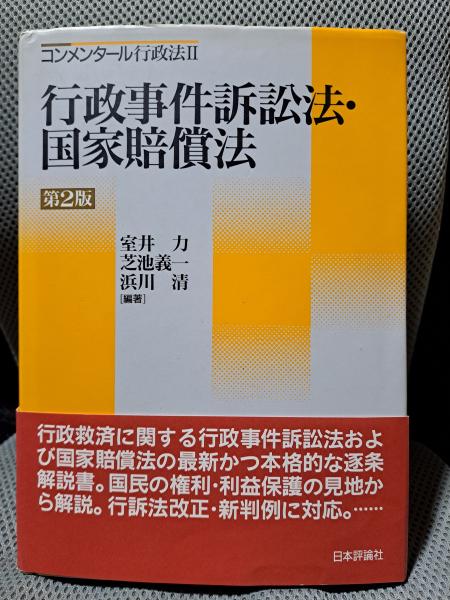 コンメンタール行政法Ⅱ
行政事件訴訟法・
国家賠償法
第2版
室井 力
芝池義一
浜川 清
[編著]
行政救済に関する行政事件訴訟法およ
び国家賠償法の最新かつ本格的な逐条
解説書。国民の権利・利益保護の見地か
ら解説。行訴法改正・新判例に対応。……
日本評論社